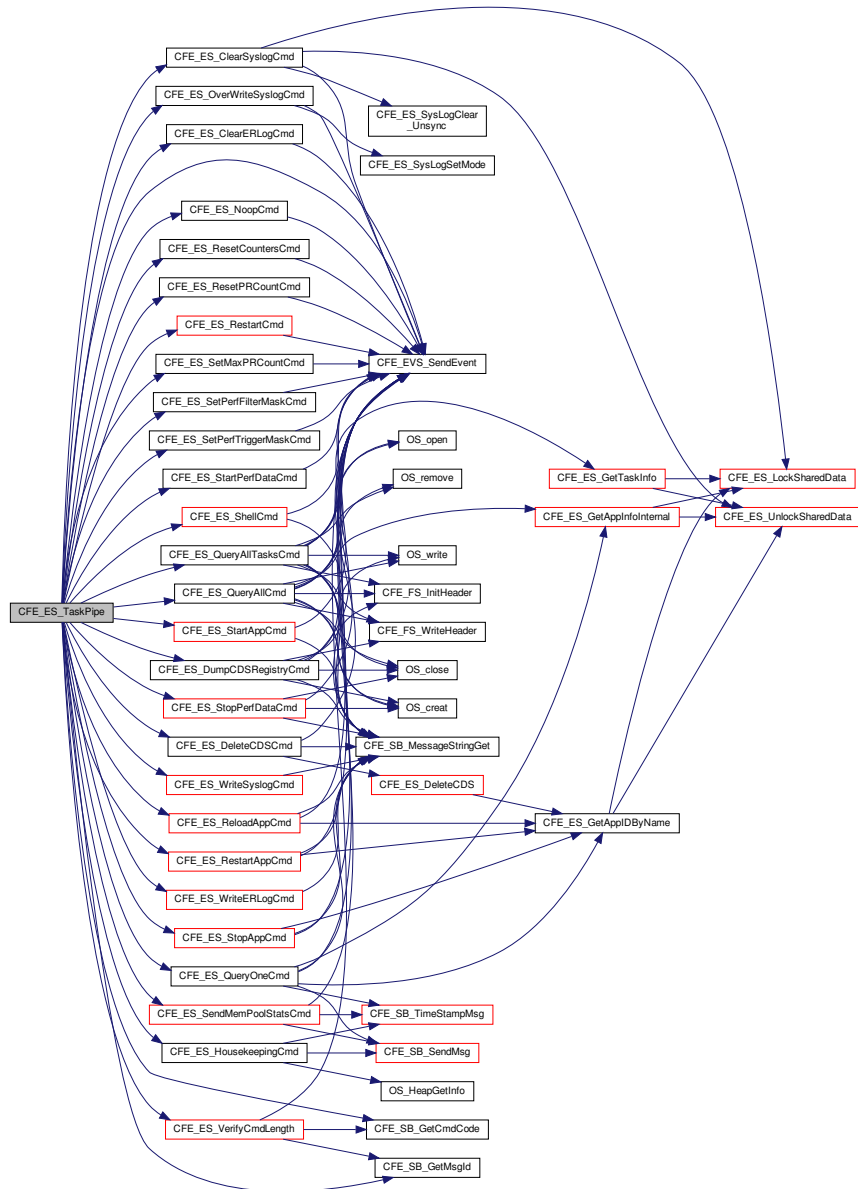 CFE_ES_TaskPipe
CFE_ES_ClearSyslogCmd
CFE_ES_OverWriteSyslogCmd
CFE_ES_ClearERLogCmd
CFE_ES_NoopCmd
CFE_ES_ResetCountersCmd
CFE_ES_ResetPRCountCmd
CFE_ES_RestartCmd
CFE_ES_SetMaxPRCountCmd
CFE_ES_SetPerfFilterMaskCmd
CFE_ES_SetPerfTriggerMaskCmd
CFE_ES_StartPerfDataCmd
CFE_ES_ShellCmd
CFE_ES_QueryAllTasksCmd
CFE_ES_QueryAllCmd
CFE_ES_StartAppCmd
CFE_ES_DumpCDSRegistryCmd
CFE_ES_StopPerfDataCmd
CFE_ES_DeleteCDSCmd
CFE_ES_WriteSyslogCmd
CFE_ES_ReloadAppCmd
CFE_ES_RestartAppCmd
CFE_ES_WriteERLogCmd
CFE_ES_StopAppCmd
CFE_ES_QueryOneCmd
CFE_ES_SendMemPoolStatsCmd
CFE_ES_HousekeepingCmd
CFE_ES_VerifyCmdLength
CFE_ES_SysLogClear
_Unsync
CFE_ES_SysLogSetMode
CFE_EVS_SendEvent
OS_open
OS_remove
OS_write
CFE_FS_InitHeader
CFE_FS_WriteHeader
OS_close
OS_creat
CFE_SB_MessageStringGet
CFE_ES_DeleteCDS
CFE_SB_TimeStampMsg
CFE_SB_SendMsg
OS_HeapGetInfo
CFE_SB_GetCmdCode
CFE_SB_GetMsgId
CFE_ES_GetTaskInfo
CFE_ES_GetAppInfoInternal
CFE_ES_GetAppIDByName
CFE_ES_LockSharedData
CFE_ES_UnlockSharedData